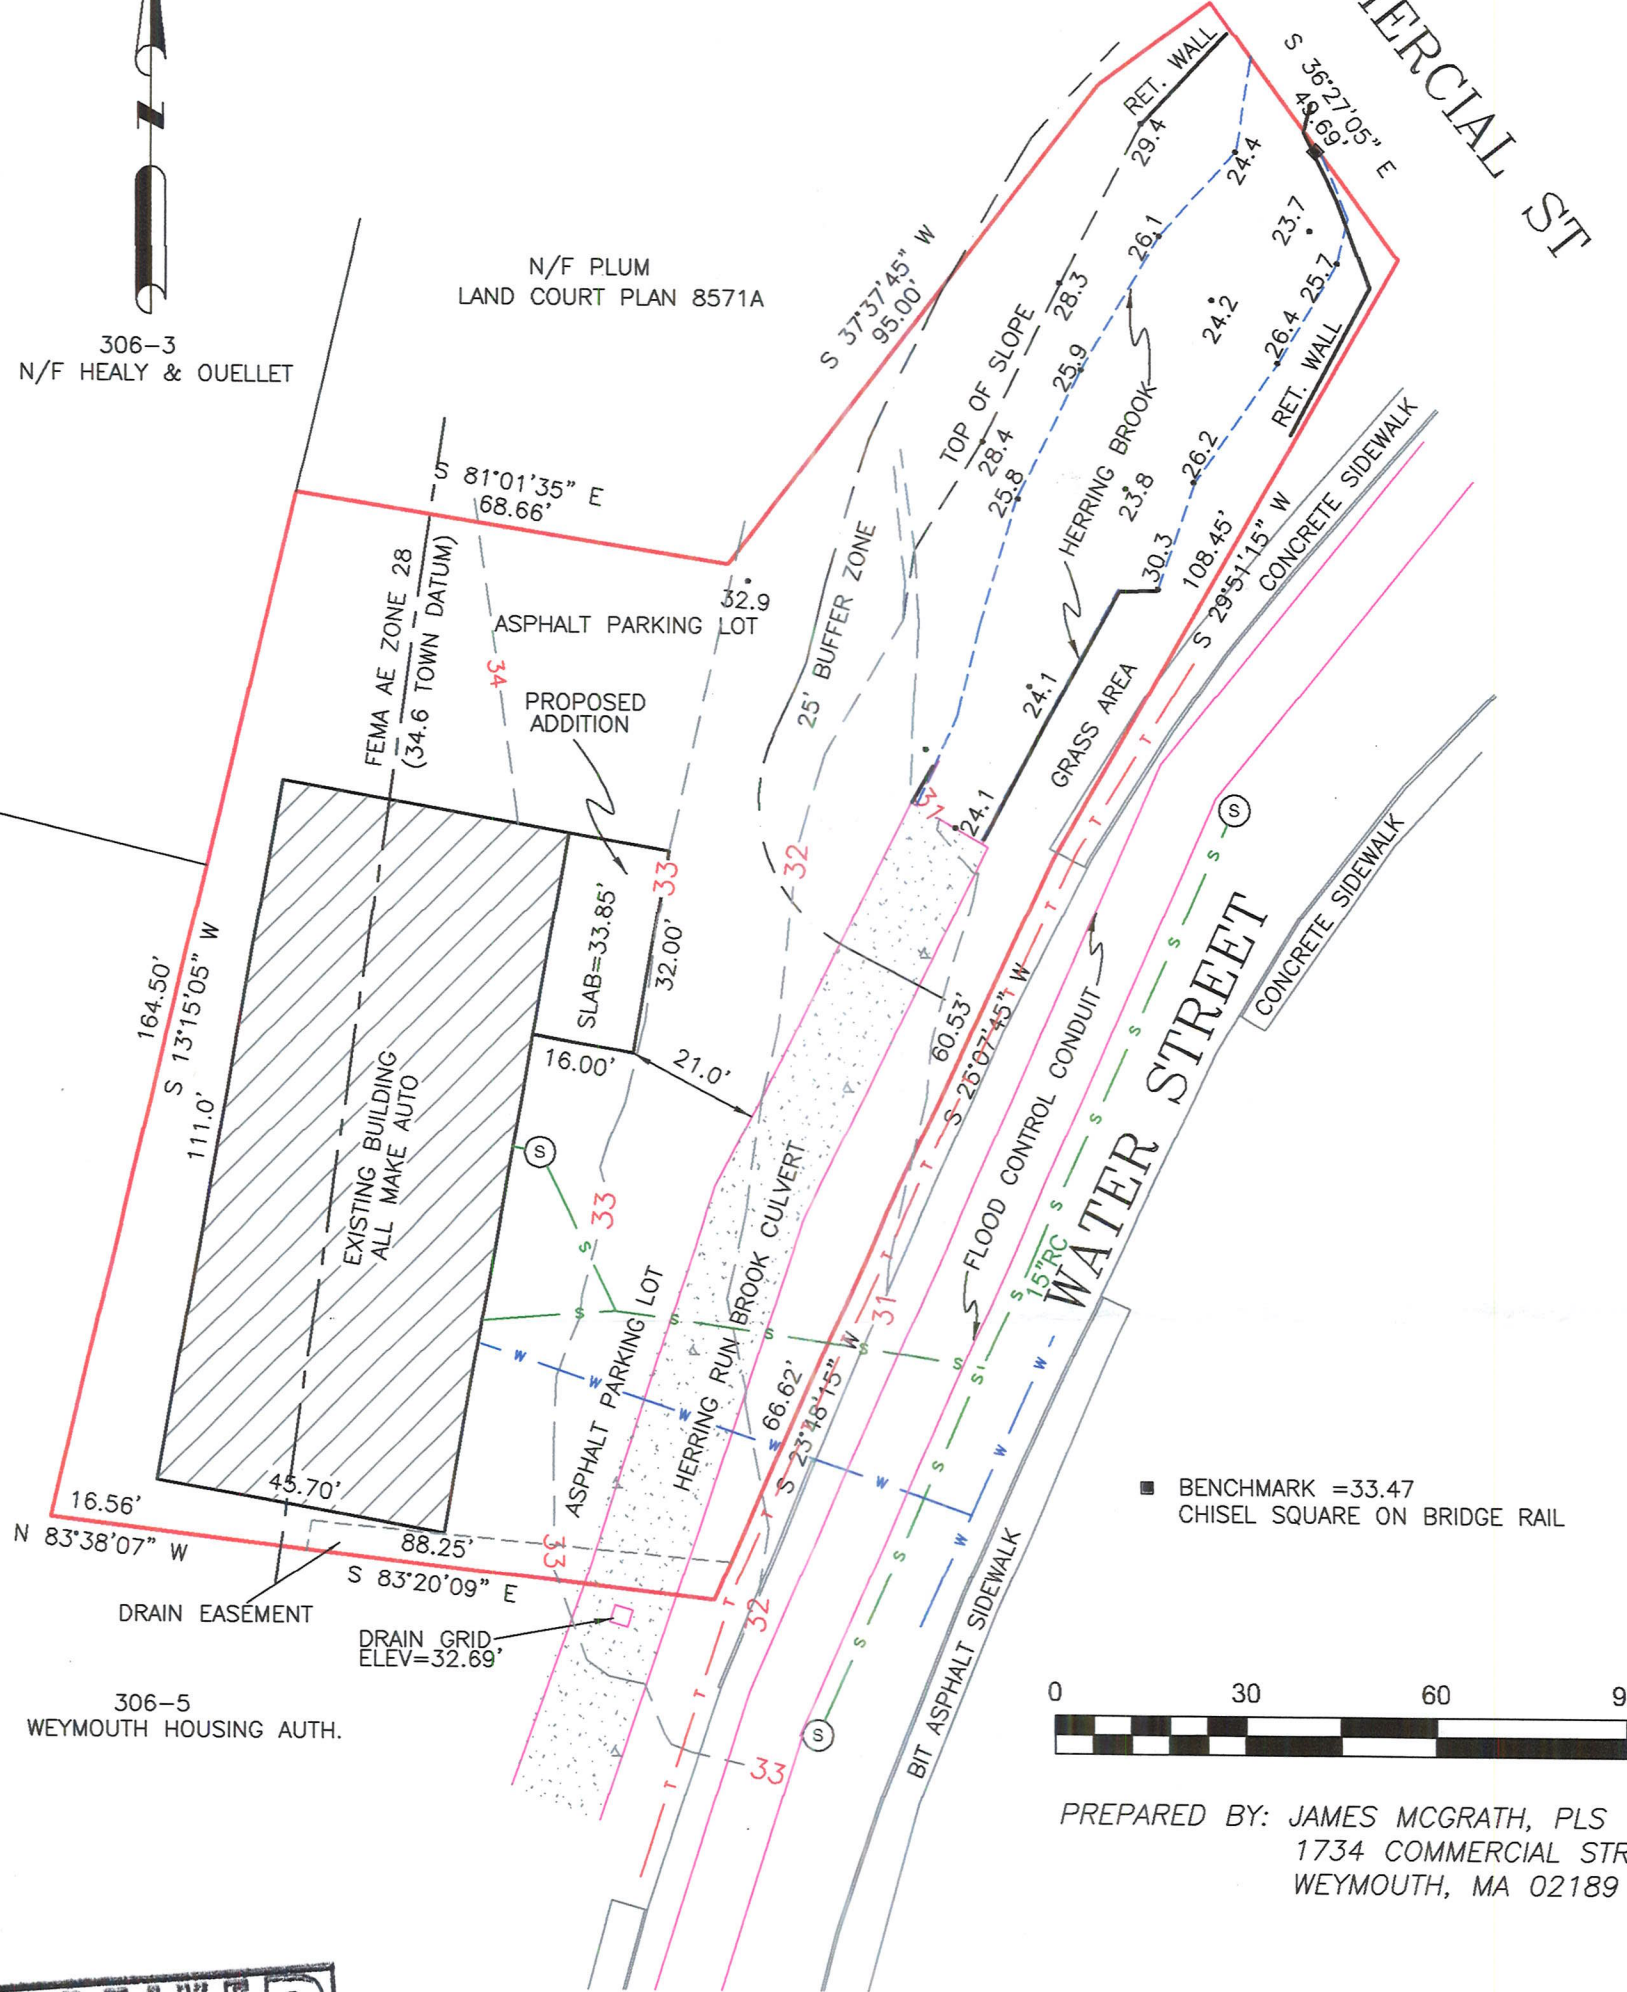 MERCIAL ST
S 36°27'05" E
49.69'
RET. WALL
29.4
24.4
26.1
23.7
N
N/F PLUM
LAND COURT PLAN 8571A
S 37°37'45" W
95.00'
28.3
24.2
25.7
26.4
RET. WALL
306-3
N/F HEALY & OUELLET
TOP OF SLOPE
25.9
28.4
25.8
HERRING BROOK
26.2
23.8
30.3
S 81°01'35" E
68.66'
FEMA AE ZONE 28
(34.6 TOWN DATUM)
32.9
ASPHALT PARKING LOT
34
PROPOSED
ADDITION
25' BUFFER ZONE
108.45'
S 29°51'15" W
CONCRETE SIDEWALK
24.1
GRASS AREA
31
24.1
32
33
SLAB=33.85'
32.00'
16.00'
21.0'
60.53'
S 26°07'45" W
T
T
T
T
T
T
T
T
T
S
S
S
S
S
S
S
S
S
S
S
CONCRETE SIDEWALK
164.50'
S 13°15'05" W
111.0'
EXISTING BUILDING
ALL MAKE AUTO
S
33
S
S
S
S
S
S
FLOOD CONTROL CONDUIT
15"RC
WATER STREET
ASPHALT PARKING LOT
HERRING RUN BROOK CULVERT
31
66.62'
S 23°48'15" W
W
W
W
W
W
W
W
W
45.70'
16.56'
N 83°38'07" W
88.25'
S 83°20'09" E
33
DRAIN EASEMENT
DRAIN GRID
ELEV=32.69'
32
33
BENCHMARK =33.47
CHISEL SQUARE ON BRIDGE RAIL
BIT ASPHALT SIDEWALK
306-5
WEYMOUTH HOUSING AUTH.
0 30 60 9
PREPARED BY: JAMES MCGRATH, PLS
1734 COMMERCIAL STR
WEYMOUTH, MA 02189